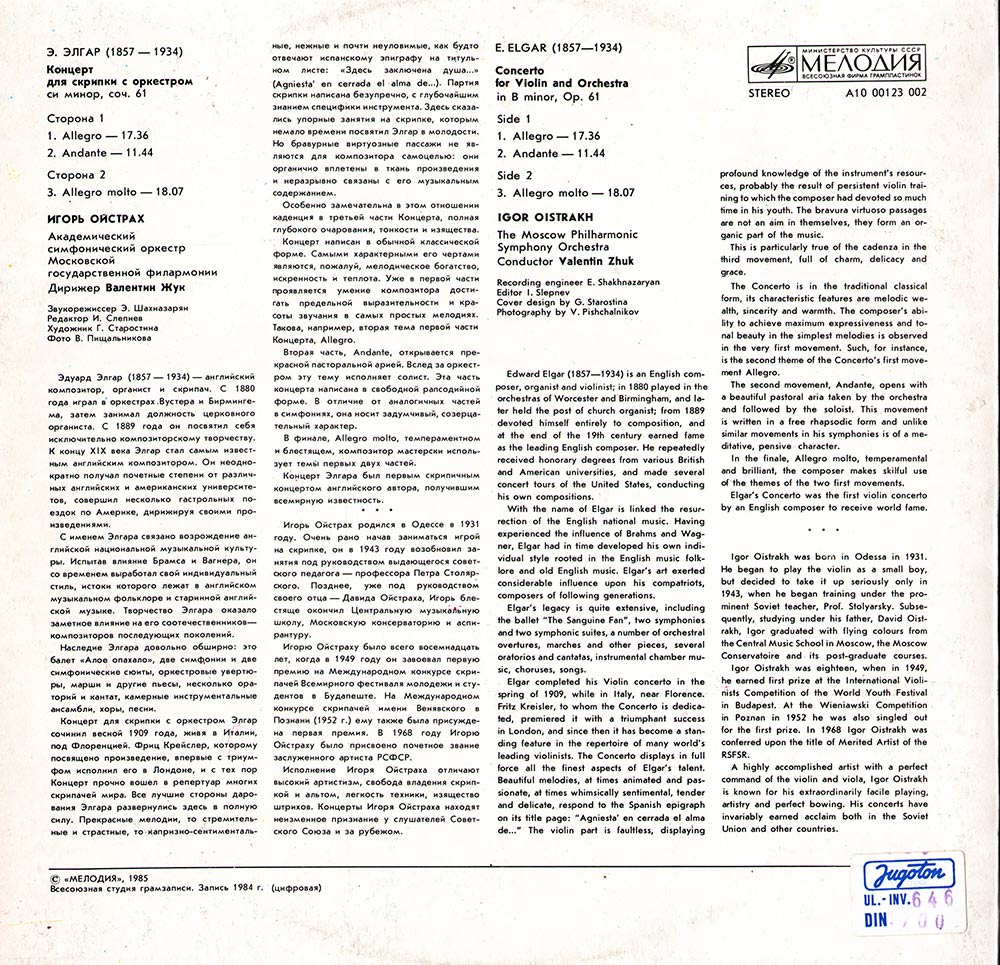 Э. ЭЛГАР (1857 — 1934)
Концерт
для скрипки с оркестром
си минор, соч. 61
Сторона 1
1. Allegro — 17.36
2. Andante — 11.44
Сторона 2
3. Allegro molto — 18.07
ИГОРЬ ОЙСТРАХ
Академический
симфонический оркестр
Московской
государственной филармонии
Дирижер Валентин Жук
Звукорежиссер Э. Шахназарян
Редактор И. Слепнев
Художник Г. Старостина
Фото В. Пищальникова
Эдуард Элгар (1857 — 1934) — английский
композитор, органист и скрипач. С 1880
года играл в оркестрах Вустера и Бирминге-
ма, затем занимал должность церковного
органиста. С 1889 года он посвятил себя
исключительно композиторскому творчеству.
К концу XIX века Элгар стал самым извест-
ным английским композитором. Он неодно-
кратно получал почетные степени от различ-
ных английских и американских университе-
тов, совершил несколько гастрольных по-
ездок по Америке, дирижируя своими про-
изведениями.
С именем Элгара связано возрождение ан-
глийской национальной музыкальной культу-
ры. Испытав влияние Брамса и Вагнера, он
со временем выработал свой индивидуальный
стиль, истоки которого лежат в английском
музыкальном фольклоре и старинной англий-
ской музыке. Творчество Элгара оказало
заметное влияние на его соотечественников—
композиторов последующих поколений.
Наследие Элгара довольно обширно: это
балет «Алое опахало», две симфонии и две
симфонические сюиты, оркестровые увертю-
ры, марши и другие пьесы, несколько ора-
торий и кантат, камерные инструментальные
ансамбли, хоры, песни.
Концерт для скрипки с оркестром Элгар
сочинил весной 1909 года, живя в Италии,
под Флоренцией. Фриц Крейслер, которому
посвящено произведение, впервые с триум-
фом исполнил его в Лондоне, и с тех пор
Концерт прочно вошел в репертуар многих
скрипачей мира. Все лучшие стороны даро-
вания Элгара развернулись здесь в полную
силу. Прекрасные мелодии, то стремитель-
ные и страстные, то капризно-сентименталь-
ные, нежные и почти неуловимые, как будто
отвечают испанскому эпиграфу на титуль-
ном листе: «Здесь заключена душа...»
(Agniesta' en cerrada el alma de...). Партия
скрипки написана безупречно, с глубочайшим
знанием специфики инструмента. Здесь сказа-
лись упорные занятия на скрипке, которым
немало времени посвятил Элгар в молодости.
Но бравурные виртуозные пассажи не яв-
ляются для композитора самоцелью: они
органично вплетены в ткань произведения
и неразрывно связаны с его музыкальным
содержанием.
Особенно замечательна в этом отношении
каденция в третьей части Концерта, полная
глубокого очарования, тонкости и изящества.
Концерт написан в обычной классической
форме. Самыми характерными его чертами
являются, пожалуй, мелодическое богатство,
искренность и теплота. Уже в первой части
проявляется умение композитора дости-
гать предельной выразительности и кра-
соты звучания в самых простых мелодиях.
Такова, например, вторая тема первой части
Концерта, Allegro.
Вторая часть, Andante, открывается пре-
красной пасторальной арией. Вслед за оркест-
ром эту тему исполняет солист. Эта часть
концерта написана в свободной рапсодийной
форме. В отличие от аналогичных частей
в симфониях, она носит задумчивый, созерца-
тельный характер.
В финале, Allegro molto, темпераментном
и блестящем, композитор мастерски исполь-
зует темы первых двух частей.
Концерт Элгара был первым скрипичным
концертом английского автора, получившим
всемирную известность.
* * *
Игорь Ойстрах родился в Одессе в 1931
году. Очень рано начав заниматься игрой
на скрипке, он в 1943 году возобновил за-
нятия под руководством выдающегося совет-
ского педагога — профессора Петра Столяр-
ского. Позднее, уже под руководством
своего отца — Давида Ойстраха, Игорь бле-
стяще окончил Центральную музыкальную
школу, Московскую консерваторию и аспи-
рантуру.
Игорю Ойстраху было всего восемнадцать
лет, когда в 1949 году он завоевал первую
премию на Международном конкурсе скри-
пачей Всемирного фестиваля молодежи и сту-
дентов в Будапеште. На Международном
конкурсе скрипачей имени Венявского в
Познани (1952 г.) ему также была присужде-
на первая премия. В 1968 году Игорю
Ойстраху было присвоено почетное звание
заслуженного артиста РСФСР.
Исполнение Игоря Ойстраха отличают
высокий артистизм, свобода владения скрип-
кой и альтом, легкость техники, изящество
штрихов. Концерты Игоря Ойстраха находят
неизменное признание у слушателей Совет-
ского Союза и за рубежом.
E. ELGAR (1857—1934)
Concerto
for Violin and Orchestra
in B minor, Op. 61
Side 1
1. Allegro — 17.36
2. Andante — 11.44
Side 2
3. Allegro molto — 18.07
IGOR OISTRAKH
The Moscow Philharmonic
Symphony Orchestra
Conductor Valentin Zhuk
Recording engineer E. Shakhnazaryan
Editor I. Slepnev
Cover design by G. Starostina
Photography by V. Pishchalnikov
Edward Elgar (1857—1934) is an English com-
poser, organist and violinist; in 1880 played in the
orchestras of Worcester and Birmingham, and la-
ter held the post of church organist; from 1889
devoted himself entirely to composition, and
at the end of the 19th century earned fame
as the leading English composer. He repeatedly
received honorary degrees from various British
and American universities, and made several
concert tours of the United States, conducting
his own compositions.
With the name of Elgar is linked the resur-
rection of the English national music. Having
experienced the influence of Brahms and Wag-
ner, Elgar had in time developed his own indi-
vidual style rooted in the English music folk-
lore and old English music. Elgar's art exerted
considerable influence upon his compatriots,
composers of following generations.
Elgar's legacy is quite extensive, including
the ballet "The Sanguine Fan", two symphonies
and two symphonic suites, a number of orchestral
overtures, marches and other pieces, several
oratorios and cantatas, instrumental chamber mu-
sic, choruses, songs.
Elgar completed his Violin concerto in the
spring of 1909, while in Italy, near Florence.
Fritz Kreisler, to whom the Concerto is dedica-
ted, premiered it with a triumphant success
in London, and since then it has become a stan-
ding feature in the repertoire of many world's
leading violinists. The Concerto displays in full
force all the finest aspects of Elgar's talent.
Beautiful melodies, at times animated and pas-
sionate, at times whimsically sentimental, tender
and delicate, respond to the Spanish epigraph
on its title page: "Agniesta' en cerrada el alma
de..." The violin part is faultless, displaying
МИНИСТЕРСТВО КУЛЬТУРЫ СССР
МЕЛОДИЯ
ВСЕСОЮЗНАЯ ФИРМА ГРАМПЛАСТИНОК
STEREO A10 00123 002
profound knowledge of the instrument's resour-
ces, probably the result of persistent violin trai-
ning to which the composer had devoted so much
time in his youth. The bravura virtuoso passages
are not an aim in themselves, they form an or-
ganic part of the music.
This is particularly true of the cadenza in the
third movement, full of charm, delicacy and
grace.
The Concerto is in the traditional classical
form, its characteristic features are melodic we-
alth, sincerity and warmth. The composer's abi-
lity to achieve maximum expressiveness and to-
nal beauty in the simplest melodies is observed
in the very first movement. Such, for instance,
is the second theme of the Concerto's first move-
ment Allegro.
The second movement, Andante, opens with
a beautiful pastoral aria taken by the orchestra
and followed by the soloist. This movement
is written in a free rhapsodic form and unlike
similar movements in his symphonies is of a me-
ditative, pensive character.
In the finale, Allegro molto, temperamental
and brilliant, the composer makes skilful use
of the themes of the two first movements.
Elgar's Concerto was the first violin concerto
by an English composer to receive world fame.
* * *
Igor Oistrakh was born in Odessa in 1931.
He began to play the violin as a small boy,
but decided to take it up seriously only in
1943, when he began training under the pro-
minent Soviet teacher, Prof. Stolyarsky. Subse-
quently, studying under his father, David Oist-
rakh, Igor graduated with flying colours from
the Central Music School in Moscow, the Moscow
Conservatoire and its post-graduate courses.
Igor Oistrakh was eighteen, when in 1949,
he earned first prize at the International Violi-
nists Competition of the World Youth Festival
in Budapest. At the Wieniawski Competition
in Poznan in 1952 he was also singled out
for the first prize. In 1968 Igor Oistrakh was
conferred upon the title of Merited Artist of the
RSFSR.
A highly accomplished artist with a perfect
command of the violin and viola, Igor Oistrakh
is known for his extraordinarily facile playing,
artistry and perfect bowing. His concerts have
invariably earned acclaim both in the Soviet
Union and other countries.
© «МЕЛОДИЯ», 1985
Всесоюзная студия грамзаписи. Запись 1984 г. (цифровая)
Jugoton
UL.-INV. 646
DIN